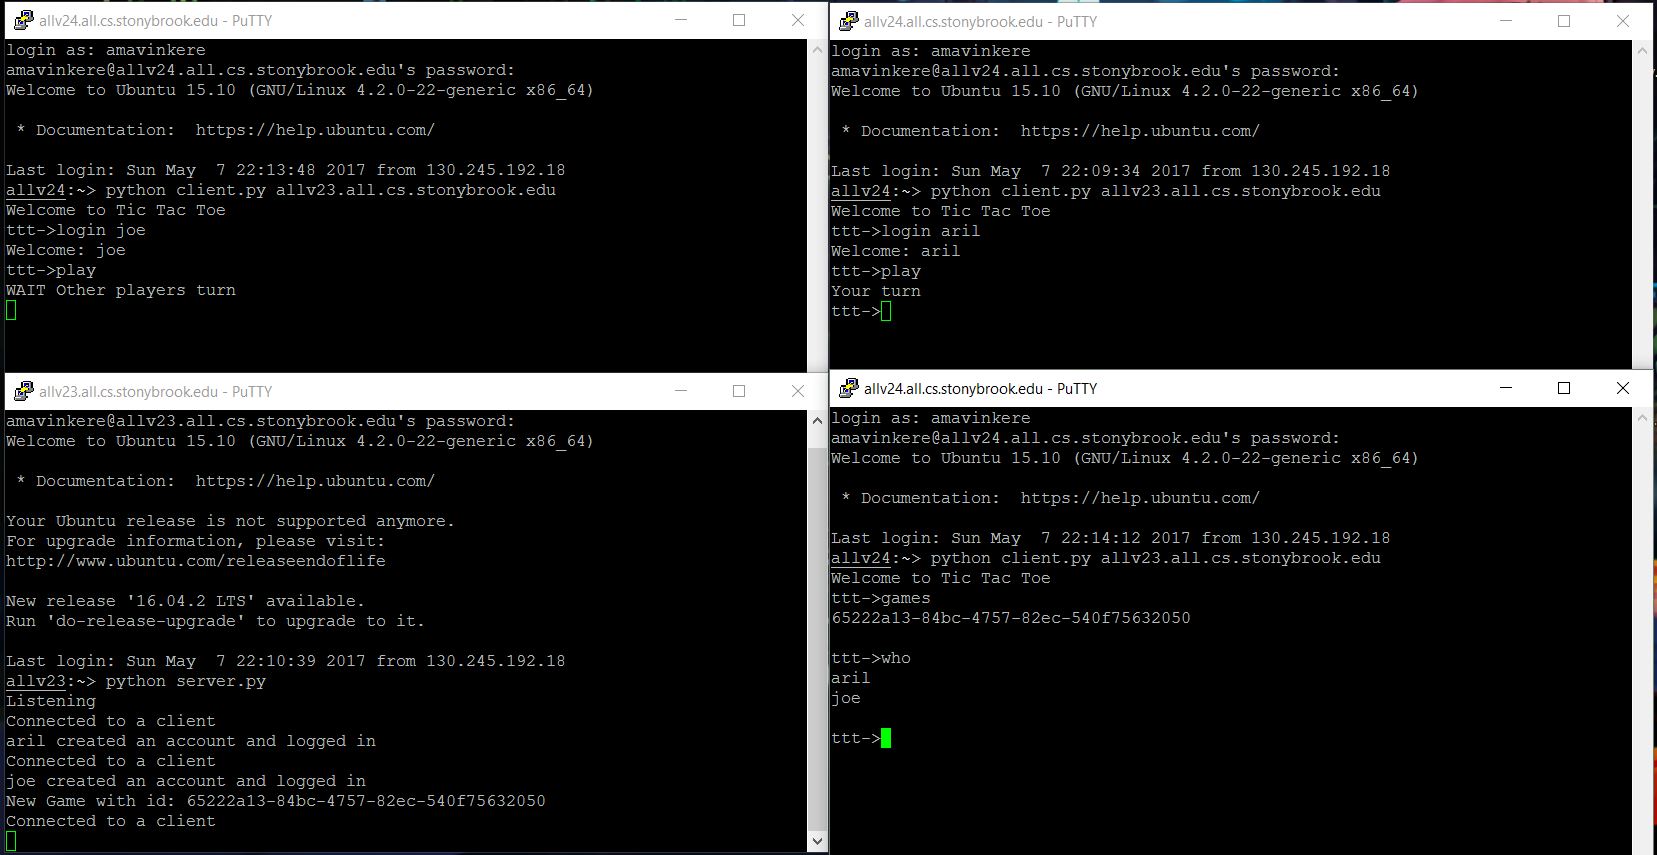 allv24.all.cs.stonybrook.edu - PuTTY
login as: amavinkere
amavinkere@allv24.all.cs.stonybrook.edu's password:
Welcome to Ubuntu 15.10 (GNU/Linux 4.2.0-22-generic x86_64)
* Documentation:  https://help.ubuntu.com/
Last login: Sun May  7 22:13:48 2017 from 130.245.192.18
allv24:~> python client.py allv23.all.cs.stonybrook.edu
Welcome to Tic Tac Toe
ttt->login joe
Welcome: joe
ttt->play
WAIT Other players turn
allv24.all.cs.stonybrook.edu - PuTTY
login as: amavinkere
amavinkere@allv24.all.cs.stonybrook.edu's password:
Welcome to Ubuntu 15.10 (GNU/Linux 4.2.0-22-generic x86_64)
* Documentation:  https://help.ubuntu.com/
Last login: Sun May  7 22:09:34 2017 from 130.245.192.18
allv24:~> python client.py allv23.all.cs.stonybrook.edu
Welcome to Tic Tac Toe
ttt->login aril
Welcome: aril
ttt->play
Your turn
ttt->
allv23.all.cs.stonybrook.edu - PuTTY
amavinkere@allv23.all.cs.stonybrook.edu's password:
Welcome to Ubuntu 15.10 (GNU/Linux 4.2.0-22-generic x86_64)
* Documentation:  https://help.ubuntu.com/
Your Ubuntu release is not supported anymore.
For upgrade information, please visit:
http://www.ubuntu.com/releaseendoflife
New release '16.04.2 LTS' available.
Run 'do-release-upgrade' to upgrade to it.
Last login: Sun May  7 22:10:39 2017 from 130.245.192.18
allv23:~> python server.py
Listening
Connected to a client
aril created an account and logged in
Connected to a client
joe created an account and logged in
New Game with id: 65222a13-84bc-4757-82ec-540f75632050
Connected to a client
allv24.all.cs.stonybrook.edu - PuTTY
login as: amavinkere
amavinkere@allv24.all.cs.stonybrook.edu's password:
Welcome to Ubuntu 15.10 (GNU/Linux 4.2.0-22-generic x86_64)
* Documentation:  https://help.ubuntu.com/
Last login: Sun May  7 22:14:12 2017 from 130.245.192.18
allv24:~> python client.py allv23.all.cs.stonybrook.edu
Welcome to Tic Tac Toe
ttt->games
65222a13-84bc-4757-82ec-540f75632050
ttt->who
aril
joe
ttt->